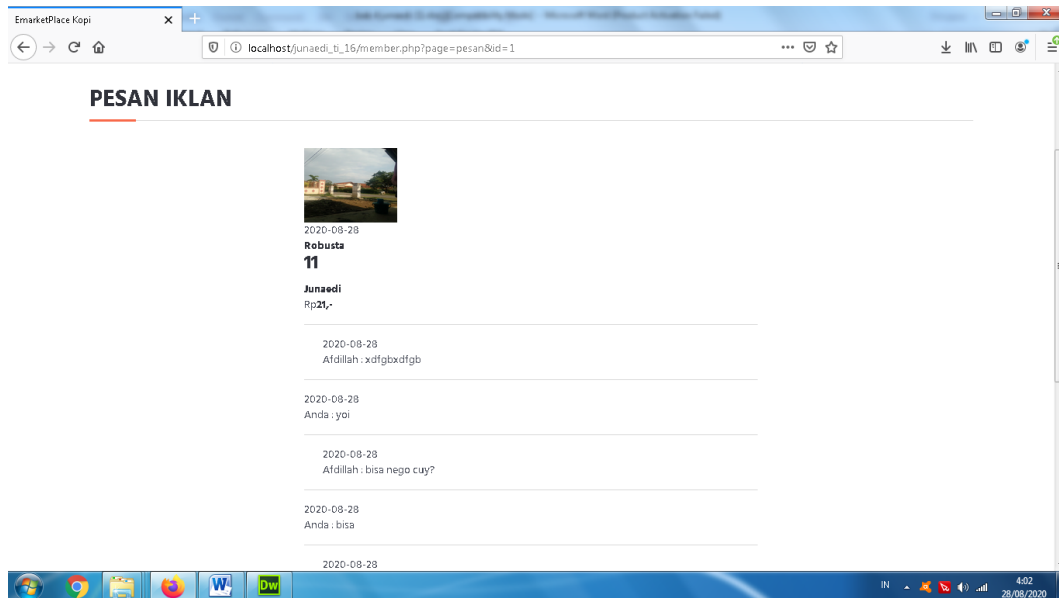 EmarketPlace Kopi
localhost/junaedi_ti_16/member.php?page=pesan&id=1
PESAN IKLAN
2020-08-28
Robusta
11
Junaedi
Rp21,-
2020-08-28
Afdillah : xdfgbxdfgb
2020-08-28
Anda : yoi
2020-08-28
Afdillah : bisa nego cuy?
2020-08-28
Anda : bisa
2020-08-28
W
Dw
IN
4:02
28/08/2020